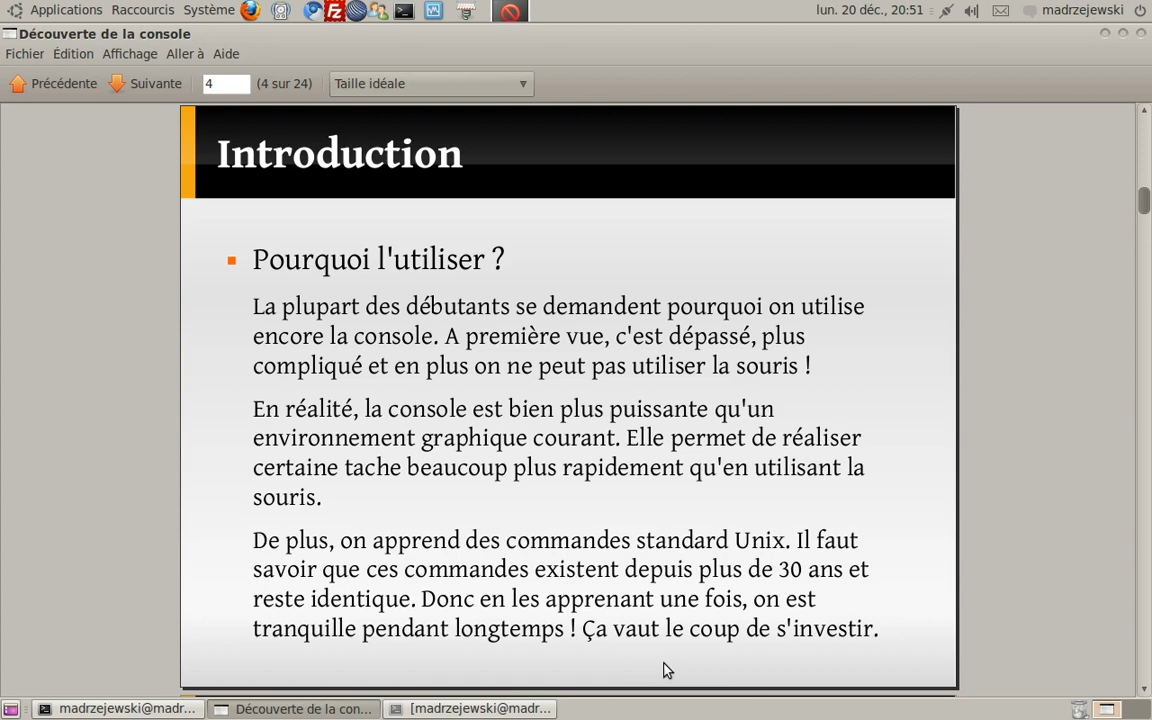 Applications Raccourcis Système lun. 20 déc., 20:51 madrzejewski
Découverte de la console
Fichier Édition Affichage Aller à Aide
Précédente Suivante 4 (4 sur 24) Taille idéale
Introduction
Pourquoi l'utiliser ?
La plupart des débutants se demandent pourquoi on utilise
encore la console. A première vue, c'est dépassé, plus
compliqué et en plus on ne peut pas utiliser la souris !
En réalité, la console est bien plus puissante qu'un
environnement graphique courant. Elle permet de réaliser
certaine tache beaucoup plus rapidement qu'en utilisant la
souris.
De plus, on apprend des commandes standard Unix. Il faut
savoir que ces commandes existent depuis plus de 30 ans et
reste identique. Donc en les apprenant une fois, on est
tranquille pendant longtemps ! Ça vaut le coup de s'investir.
madrzejewski@madr... Découverte de la con... [madrzejewski@madr...